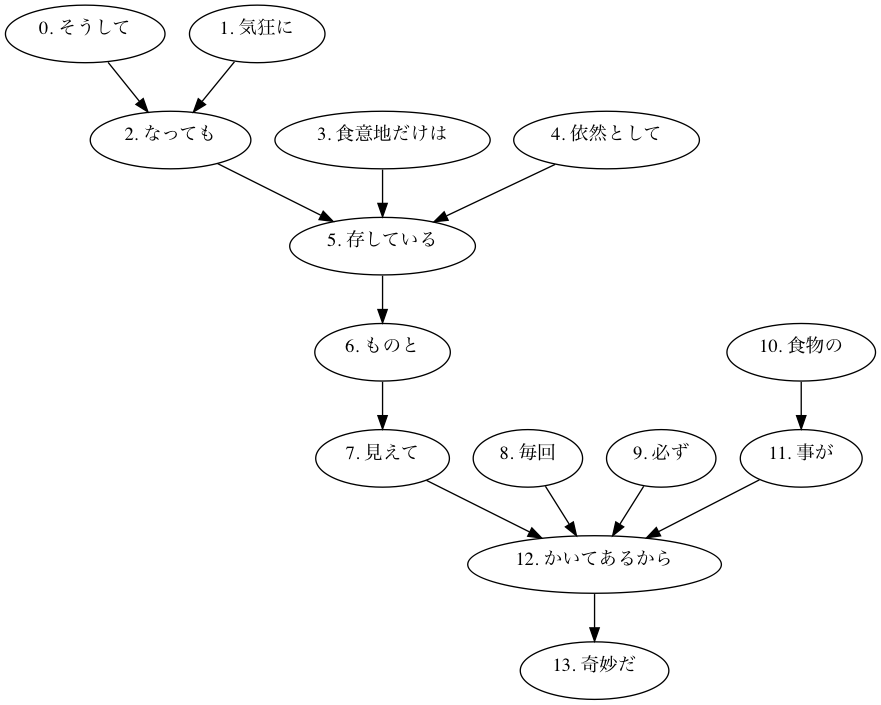 0. そうして
1. 気狂に
2. なっても
3. 食意地だけは
4. 依然として
5. 存している
6. ものと
10. 食物の
7. 見えて
8. 毎回
9. 必ず
11. 事が
12. かいてあるから
13. 奇妙だ